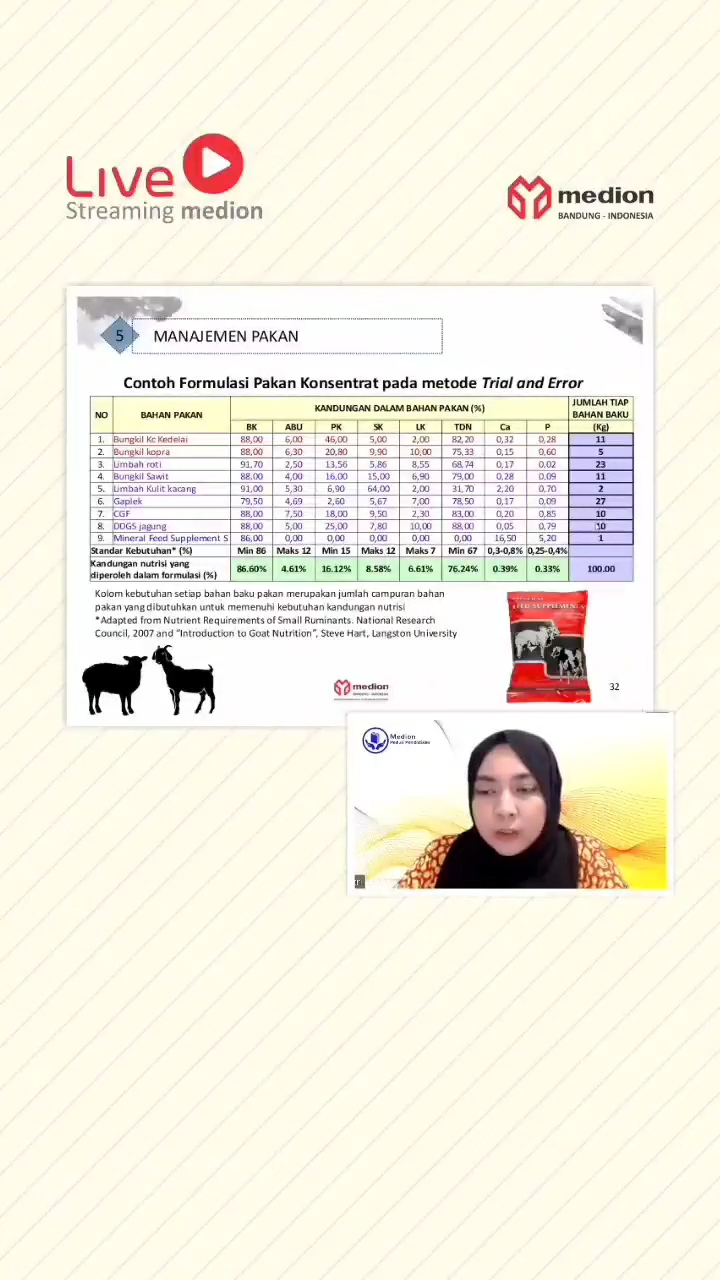 Live
Streaming medion
medion
BANDUNG - INDONESIA
5 MANAJEMEN PAKAN
Contoh Formulasi Pakan Konsentrat pada metode Trial and Error
NO BAHAN PAKAN KANDUNGAN DALAM BAHAN PAKAN (%) JUMLAH TIAP BAHAN BAKU
BK ABU PK SK LK TDN Ca P (Kg)
1. Bungkil Kc Kedelai 88,00 6,00 46,00 5,00 2,00 82,20 0,32 0,28 11
2. Bungkil kopra 88,00 6,30 20,80 9,90 10,00 75,33 0,15 0,60 5
3. Limbah roti 91,70 2,50 13,56 5,86 8,55 68,74 0,17 0,02 23
4. Bungkil Sawit 88,00 4,00 16,00 15,00 6,90 79,00 0,28 0,09 11
5. Limbah Kulit kacang 91,00 5,30 6,90 64,00 2,00 31,70 2,20 0,70 2
6. Gaplek 79,50 4,69 2,60 5,67 7,00 78,50 0,17 0,09 27
7. CGF 88,00 7,50 18,00 9,50 2,30 83,00 0,20 0,85 10
8. DDGS jagung 88,00 5,00 25,00 7,80 10,00 88,00 0,05 0,79 10
9. Mineral Feed Supplement S 86,00 0,00 0,00 0,00 0,00 0,00 16,50 5,20 1
Standar Kebutuhan* (%) Min 86 Maks 12 Min 15 Maks 12 Maks 7 Min 67 0,3-0,8% 0,25-0,4%
Kandungan nutrisi yang diperoleh dalam formulasi (%) 86.60% 4.61% 16.12% 8.58% 6.61% 76.24% 0.39% 0.33% 100.00
Kolom kebutuhan setiap bahan baku pakan merupakan jumlah campuran bahan
pakan yang dibutuhkan untuk memenuhi kebutuhan kandungan nutrisi
*Adapted from Nutrient Requirements of Small Ruminants. National Research
Council, 2007 and “Introduction to Goat Nutrition”, Steve Hart, Langston University
FEED SUPPLEMENT
medion
32
Medion
Peduli Pendidikan